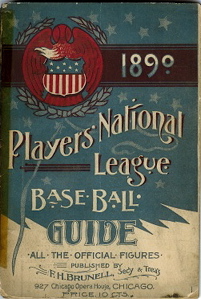 1890
Players' National
League
BASE BALL
GUIDE
ALL THE OFFICIAL FIGURES
PUBLISHED BY
F.H. BRUNELL, Sec'y & Treas
927 Chicago Opera House, CHICAGO.
PRICE, 10 CTS.